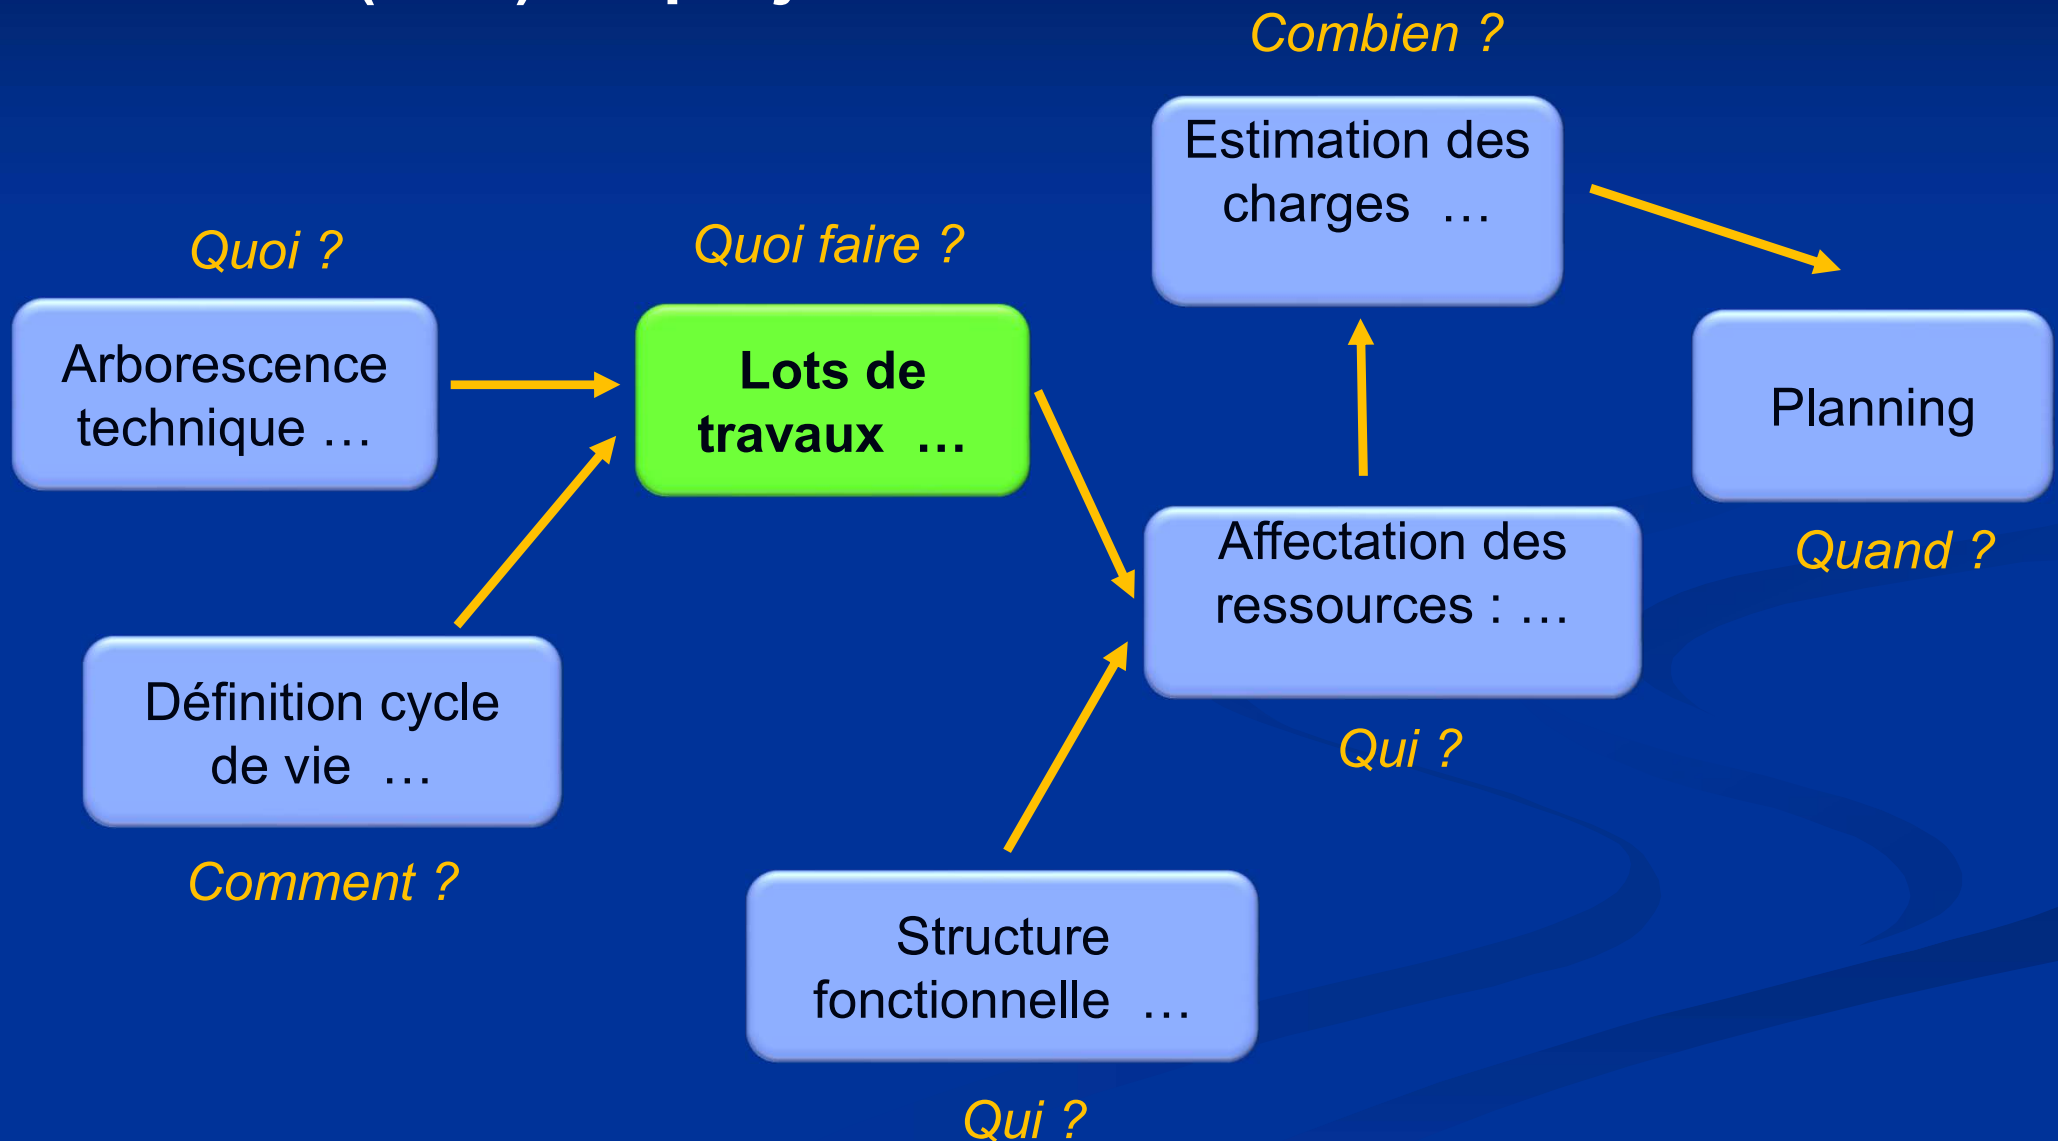 Combien ?
Estimation des
charges …
Quoi ?
Quoi faire ?
Arborescence
technique …
Lots de
travaux …
Planning
Quand ?
Affectation des
ressources : …
Qui ?
Définition cycle
de vie …
Comment ?
Structure
fonctionnelle …
Qui ?